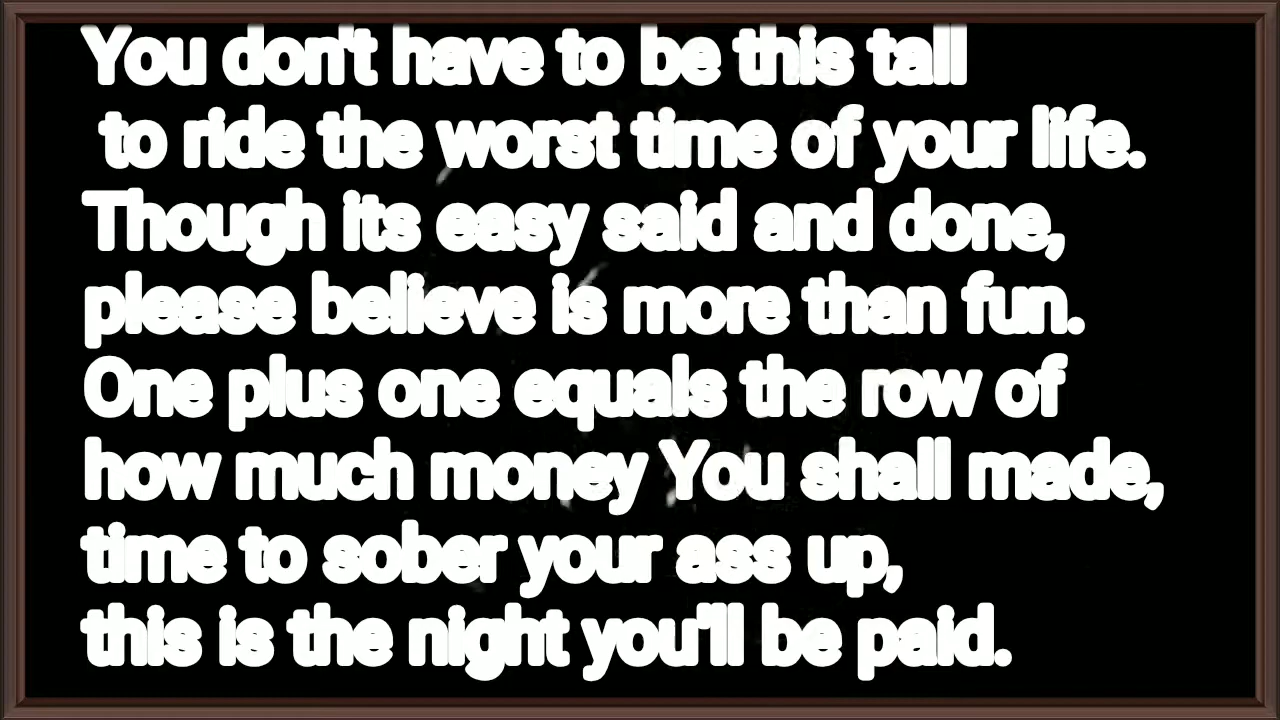 You don't have to be this tall
to ride the worst time of your life.
Though its easy said and done,
please believe is more than fun.
One plus one equals the row of
how much money You shall made,
time to sober your ass up,
this is the night you'll be paid.